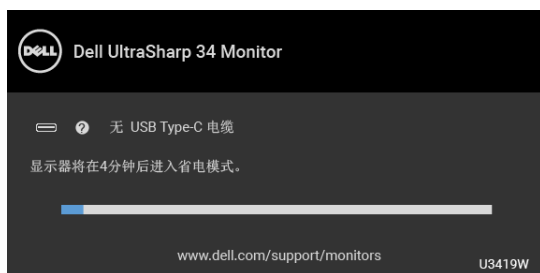 DELL Dell UltraSharp 34 Monitor
? 无 USB Type-C 电缆
显示器将在4分钟后进入省电模式。
www.dell.com/support/monitors
U3419W